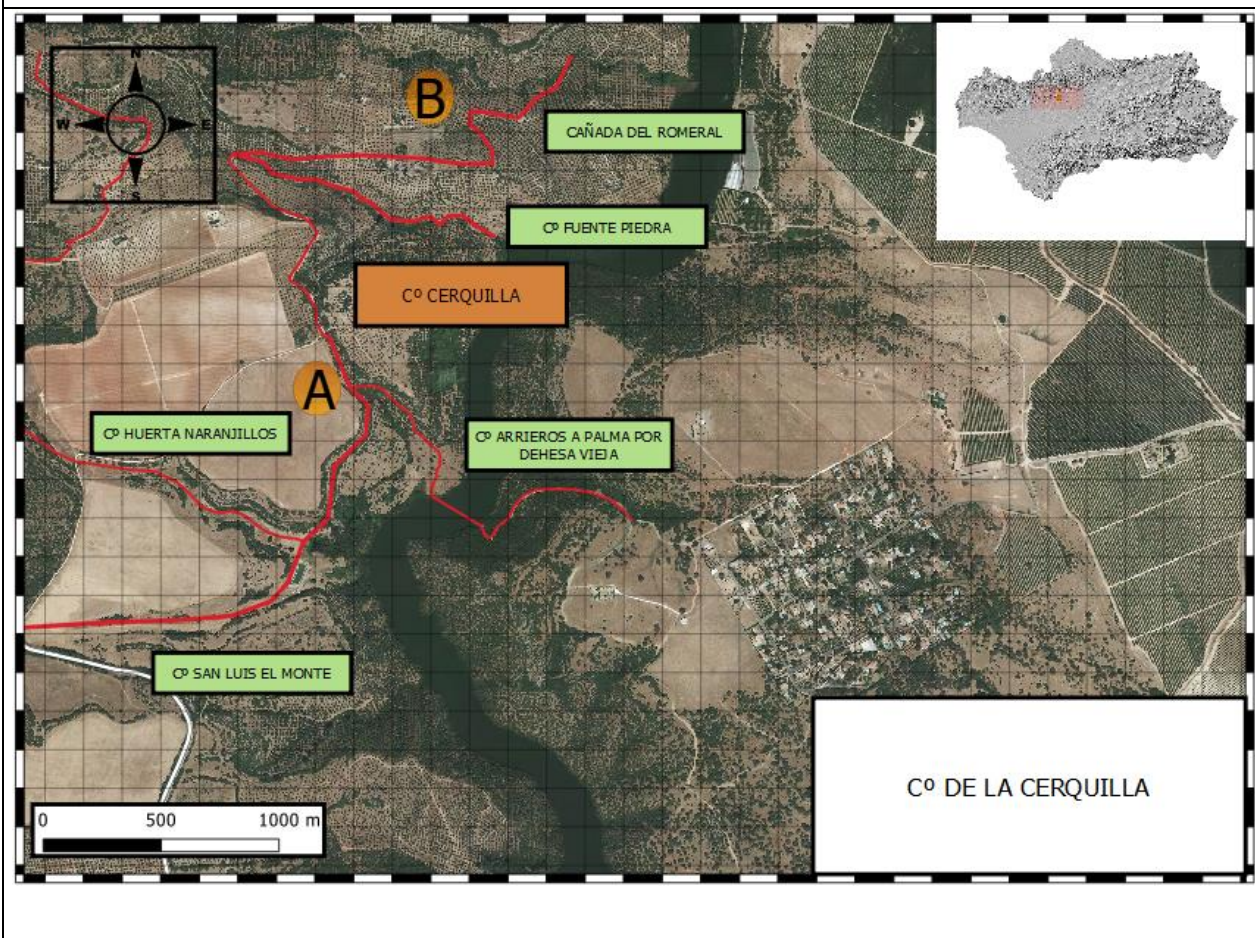 N
W
E
S
B
CAÑADA DEL ROMERAL
Cº FUENTE PIEDRA
Cº CERQUILLA
A
Cº HUERTA NARANJILLOS
Cº ARRIEROS A PALMA POR
DEHESA VIEJA
Cº SAN LUIS EL MONTE
Cº DE LA CERQUILLA
0 500 1000 m